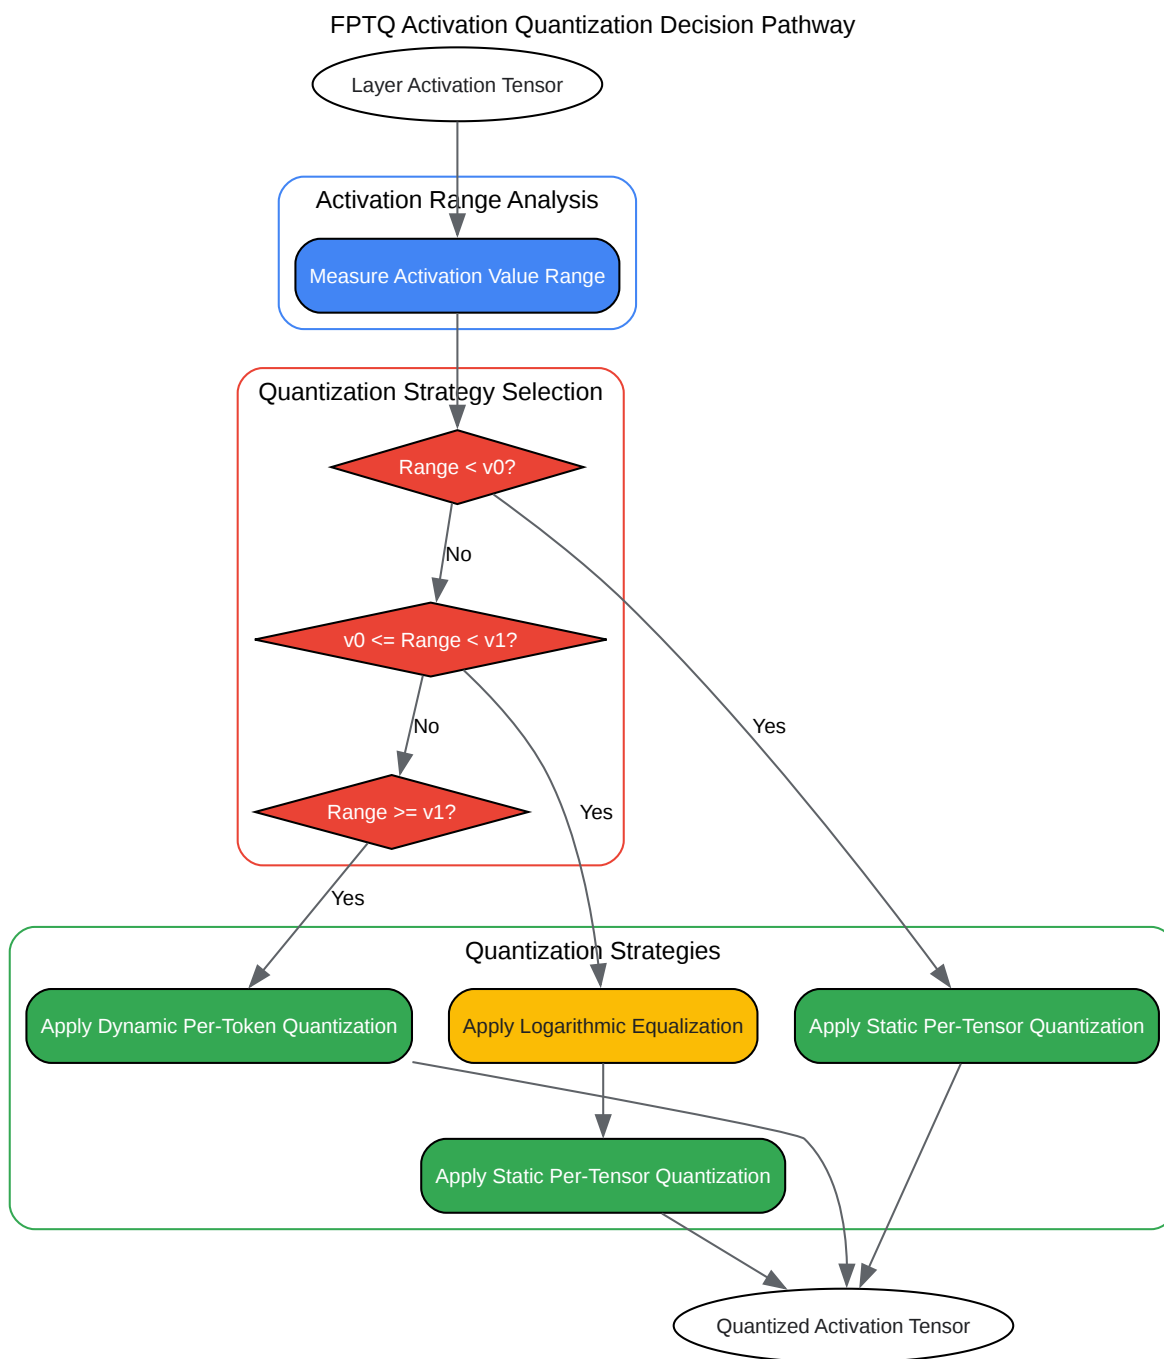 FPTQ Activation Quantization Decision Pathway
Layer Activation Tensor
Activation Range Analysis
Measure Activation Value Range
Quantization Strategy Selection
Range < v0?
No
v0 <= Range < v1?
No
Yes
Range >= v1?
Yes
Yes
Quantization Strategies
Apply Dynamic Per-Token Quantization
Apply Logarithmic Equalization
Apply Static Per-Tensor Quantization
Apply Static Per-Tensor Quantization
Quantized Activation Tensor